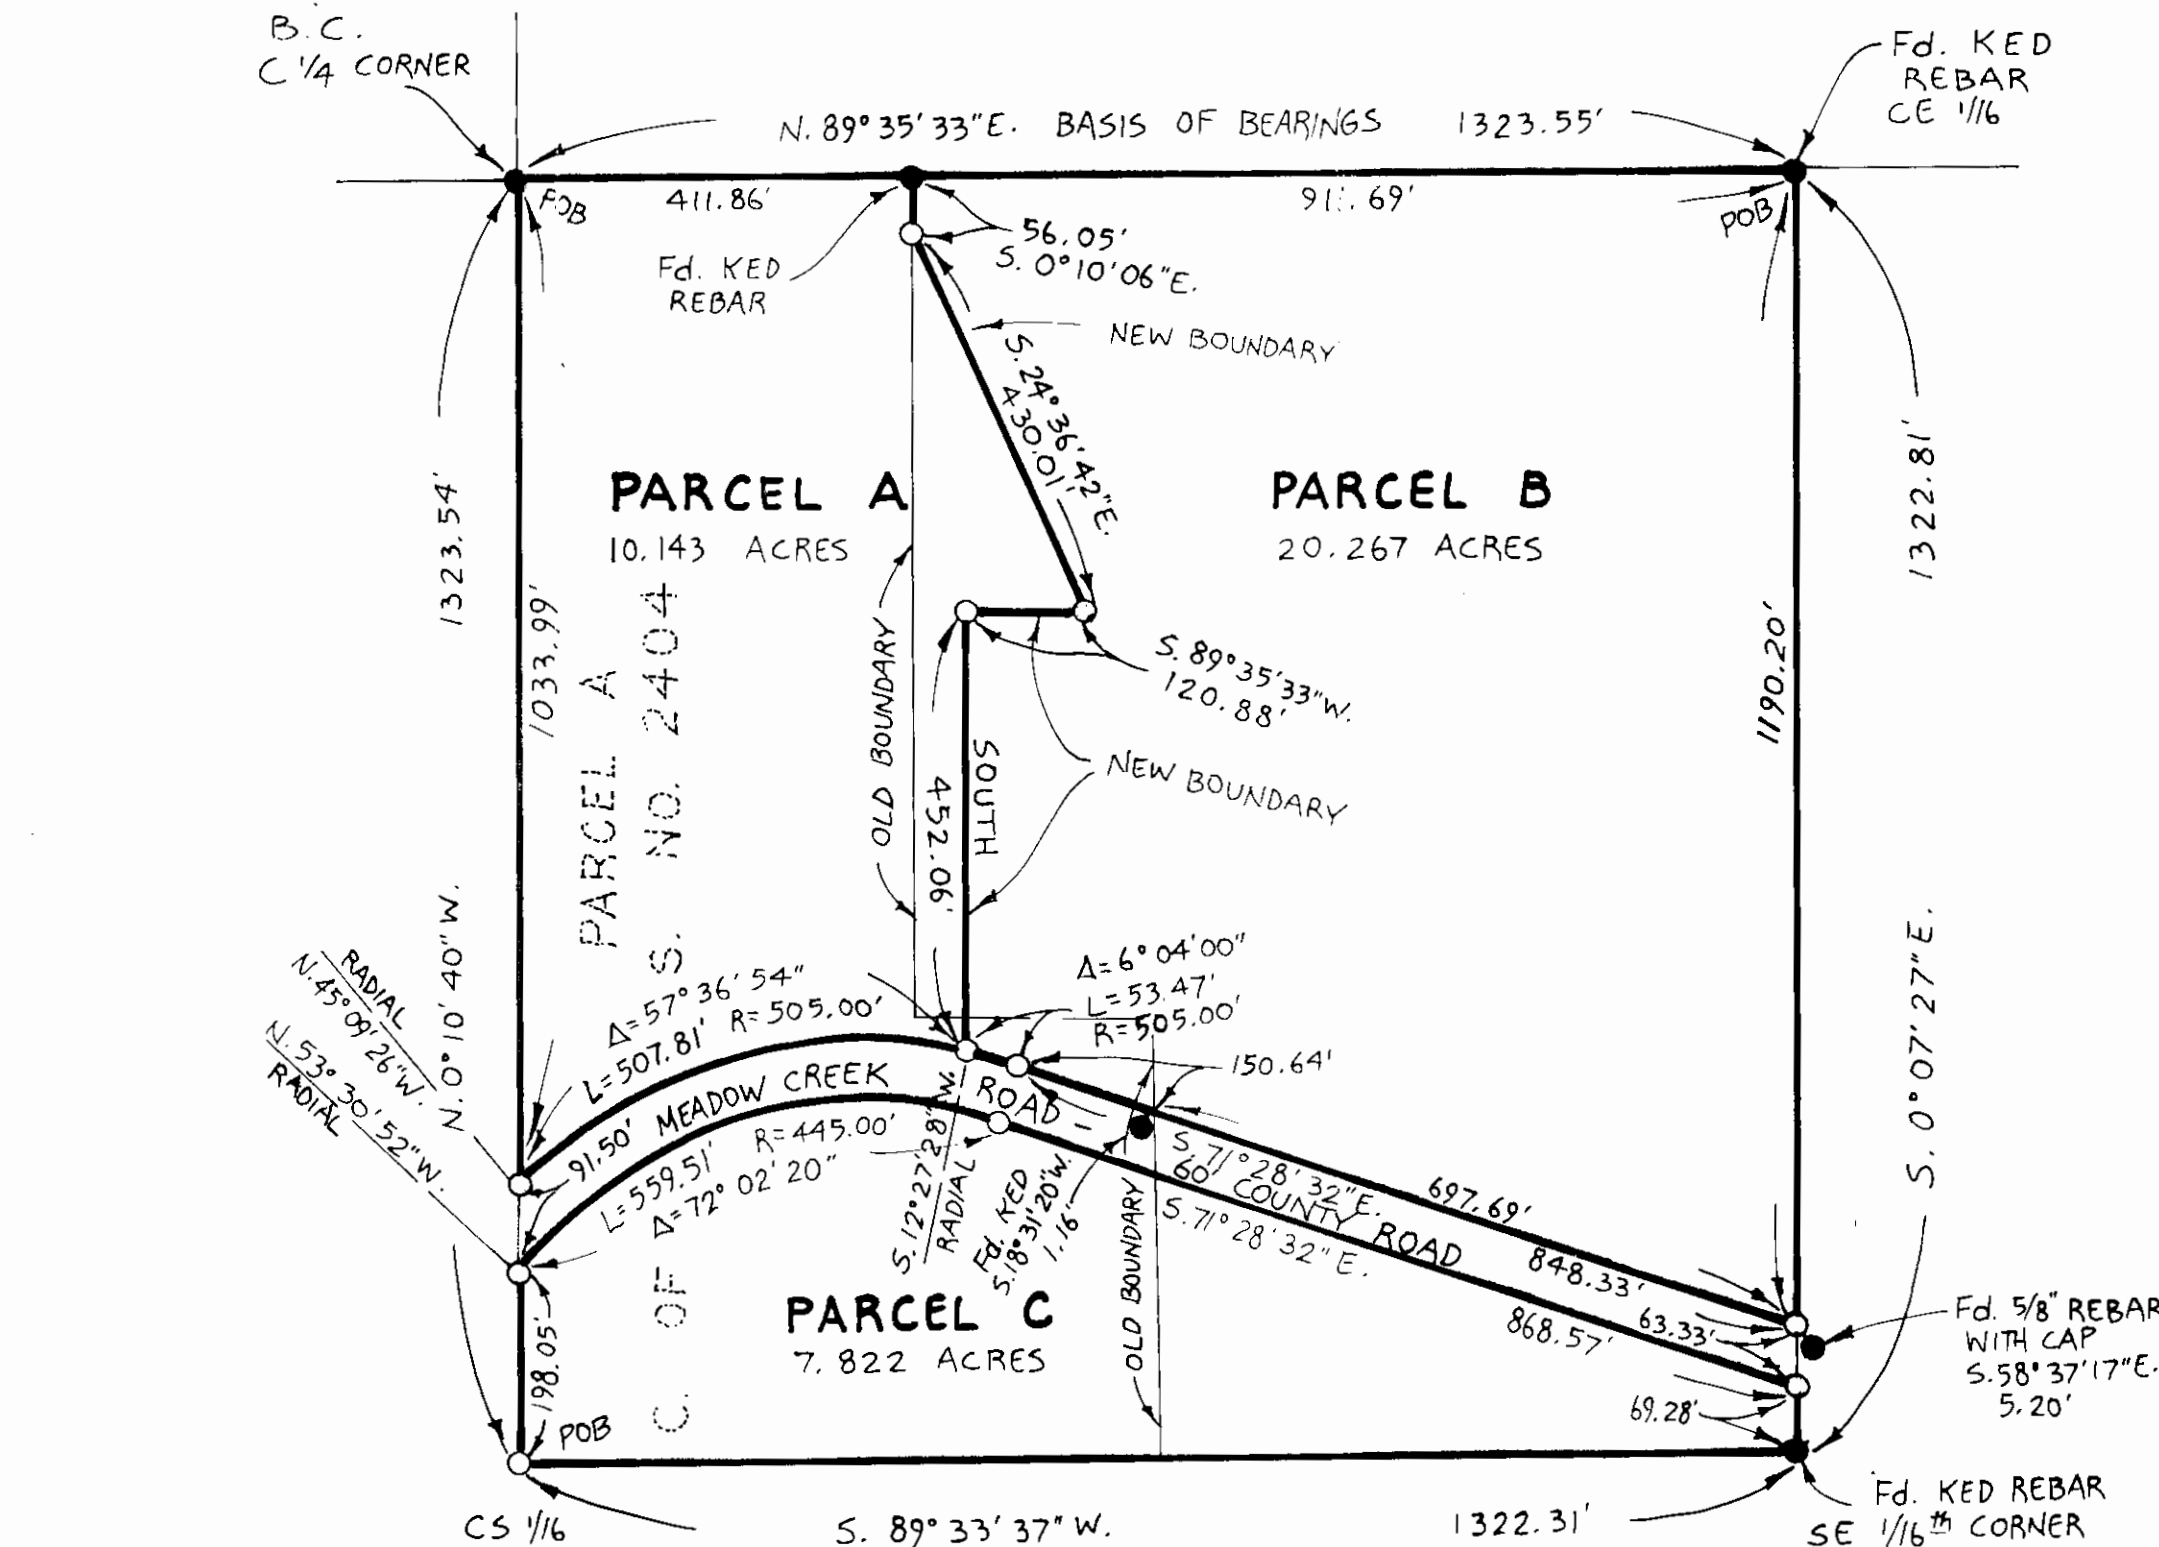 B.C.
C 1/4 CORNER
Fd. KED
REBAR
CE 1/16
N. 89° 35' 33" E. BASIS OF BEARINGS 1323.55'
POB
411.86'
POB
Fd. KED
REBAR
56.05'
S. 0° 10' 06" E.
NEW BOUNDARY
S. 24° 36' 42" E.
430.01'
1323.54'
1322.81'
PARCEL A
10.143 ACRES
PARCEL B
20.267 ACRES
1033.99'
PARCEL A
C. OF S. NO. 2404
OLD BOUNDARY
S. 89° 35' 33" W.
120.88'
1190.20'
SOUTH
452.06'
NEW BOUNDARY
N. 0° 10' 40" W.
S. 0° 07' 27" E.
RADIAL
N. 45° 09' 26" W.
N. 53° 30' 52" W.
RADIAL
Δ = 57° 36' 54"
L = 507.81' R = 505.00'
Δ = 6° 04' 00"
L = 53.47'
R = 505.00'
150.64'
91.50' MEADOW CREEK ROAD -
R = 445.00'
L = 559.51'
Δ = 72° 02' 20"
S. 12° 27' 28" W.
RADIAL
Fd. KED
S. 18° 31' 20" W.
1.16'
OLD BOUNDARY
S. 71° 28' 32" E.
697.69'
60' COUNTY ROAD
848.33'
S. 71° 28' 32" E.
868.57'
63.33'
69.28'
Fd. 5/8" REBAR
WITH CAP
S. 58° 37' 17" E.
5.20'
PARCEL C
7.822 ACRES
198.05'
POB
CS 1/16
S. 89° 33' 37" W.
1322.31'
Fd. KED REBAR
SE 1/16th CORNER